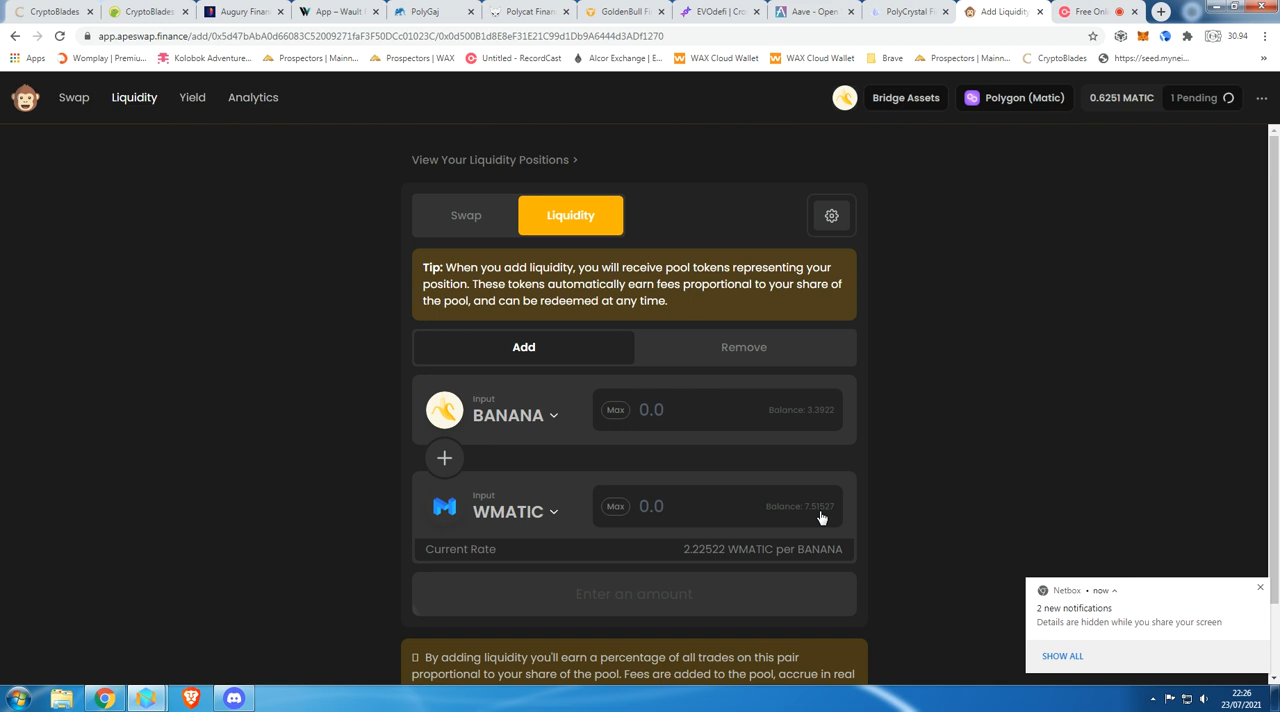 CryptoBlades
CryptoBlades
Augury Finan
App – Wault
PolyGaj
Polycat Finan
GoldenBull Fi
EVOdefi | Cro
Aave - Open
PolyCrystal F
Add Liquidity
Free Onli
app.apeswap.finance/add/0x5d47bAbA0d66083C52009271faF3F50DCc01023C/0x0d500B1d8E8eF31E21C99d1Db9A6444d3ADf1270
30.94
Apps
Womplay | Premium...
Kolobok Adventure...
Prospectors | Mainn...
Prospectors | WAX
Untitled - RecordCast
Alcor Exchange | E...
WAX Cloud Wallet
WAX Cloud Wallet
Brave
Prospectors | Mainn...
CryptoBlades
https://seed.mynei...
Swap
Liquidity
Yield
Analytics
Bridge Assets
Polygon (Matic)
0.6251 MATIC
1 Pending
View Your Liquidity Positions >
Swap
Liquidity
Tip: When you add liquidity, you will receive pool tokens representing your
position. These tokens automatically earn fees proportional to your share of
the pool, and can be redeemed at any time.
Add
Remove
Input
BANANA
Max
0.0
Balance: 3.3922
+
Input
WMATIC
Max
0.0
Balance: 7.51527
Current Rate
2.22522 WMATIC per BANANA
Enter an amount
By adding liquidity you'll earn a percentage of all trades on this pair
proportional to your share of the pool. Fees are added to the pool, accrue in real
Netbox • now
2 new notifications
Details are hidden while you share your screen
SHOW ALL
22:26
23/07/2021